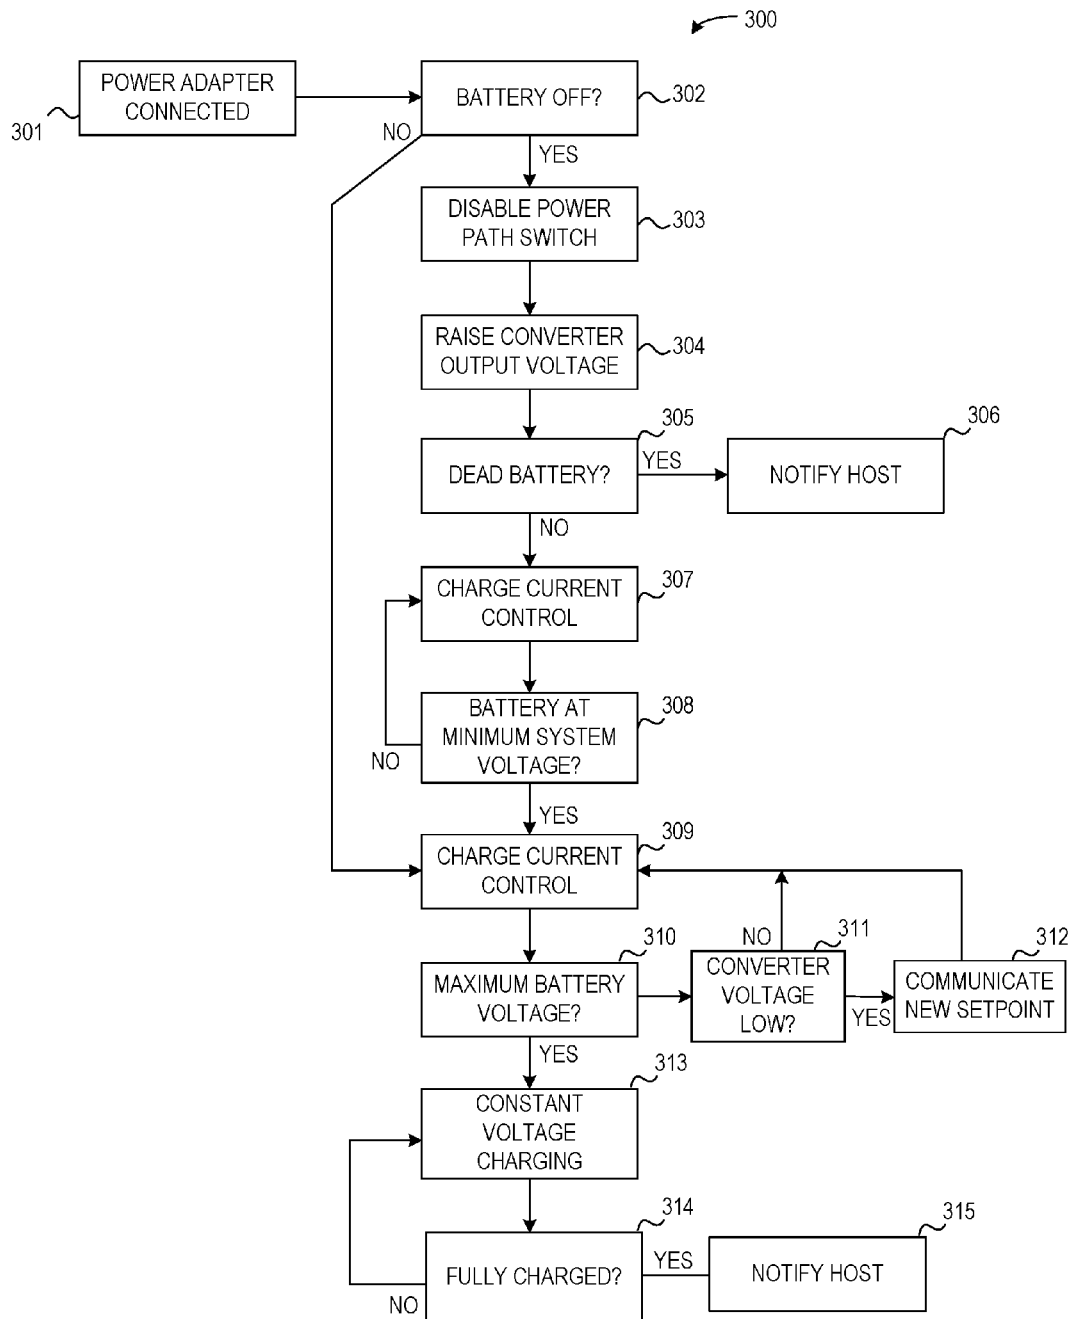 300
POWER ADAPTER
CONNECTED
301
BATTERY OFF?
302
NO
YES
DISABLE POWER
PATH SWITCH
303
RAISE CONVERTER
OUTPUT VOLTAGE
304
305
DEAD BATTERY?
YES
306
NOTIFY HOST
NO
CHARGE CURRENT
CONTROL
307
BATTERY AT
MINIMUM SYSTEM
VOLTAGE?
308
NO
YES
309
CHARGE CURRENT
CONTROL
310
MAXIMUM BATTERY
VOLTAGE?
NO
311
CONVERTER
VOLTAGE
LOW?
YES
312
COMMUNICATE
NEW SETPOINT
YES
313
CONSTANT
VOLTAGE
CHARGING
314
FULLY CHARGED?
NO
YES
315
NOTIFY HOST